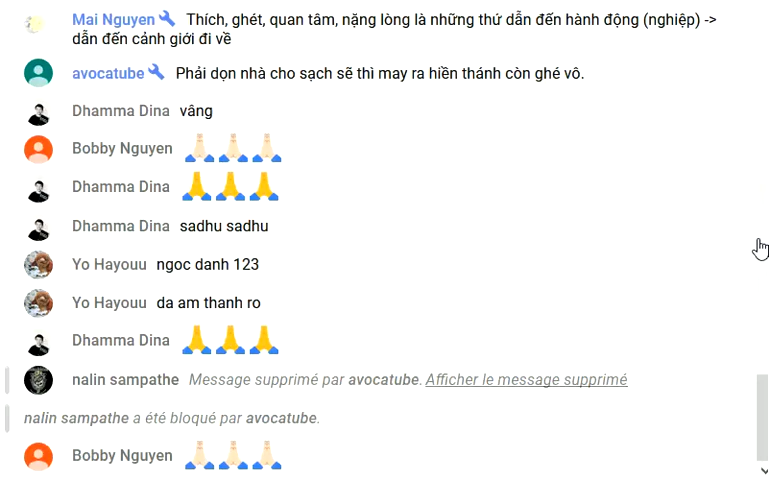 Mai Nguyen Thích, ghét, quan tâm, nặng lòng là những thứ dẫn đến hành động (nghiệp) ->
dẫn đến cảnh giới đi về
avocatube Phải dọn nhà cho sạch sẽ thì may ra hiền thánh còn ghé vô.
Dhamma Dina vâng
Bobby Nguyen 🙏🏻🙏🏻🙏🏻
Dhamma Dina 🙏🙏🙏
Dhamma Dina sadhu sadhu
Yo Hayouu ngoc danh 123
Yo Hayouu da am thanh ro
Dhamma Dina 🙏🙏🙏
nalin sampathe Message supprimé par avocatube. Afficher le message supprimé
nalin sampathe a été bloqué par avocatube.
Bobby Nguyen 🙏🏻🙏🏻🙏🏻